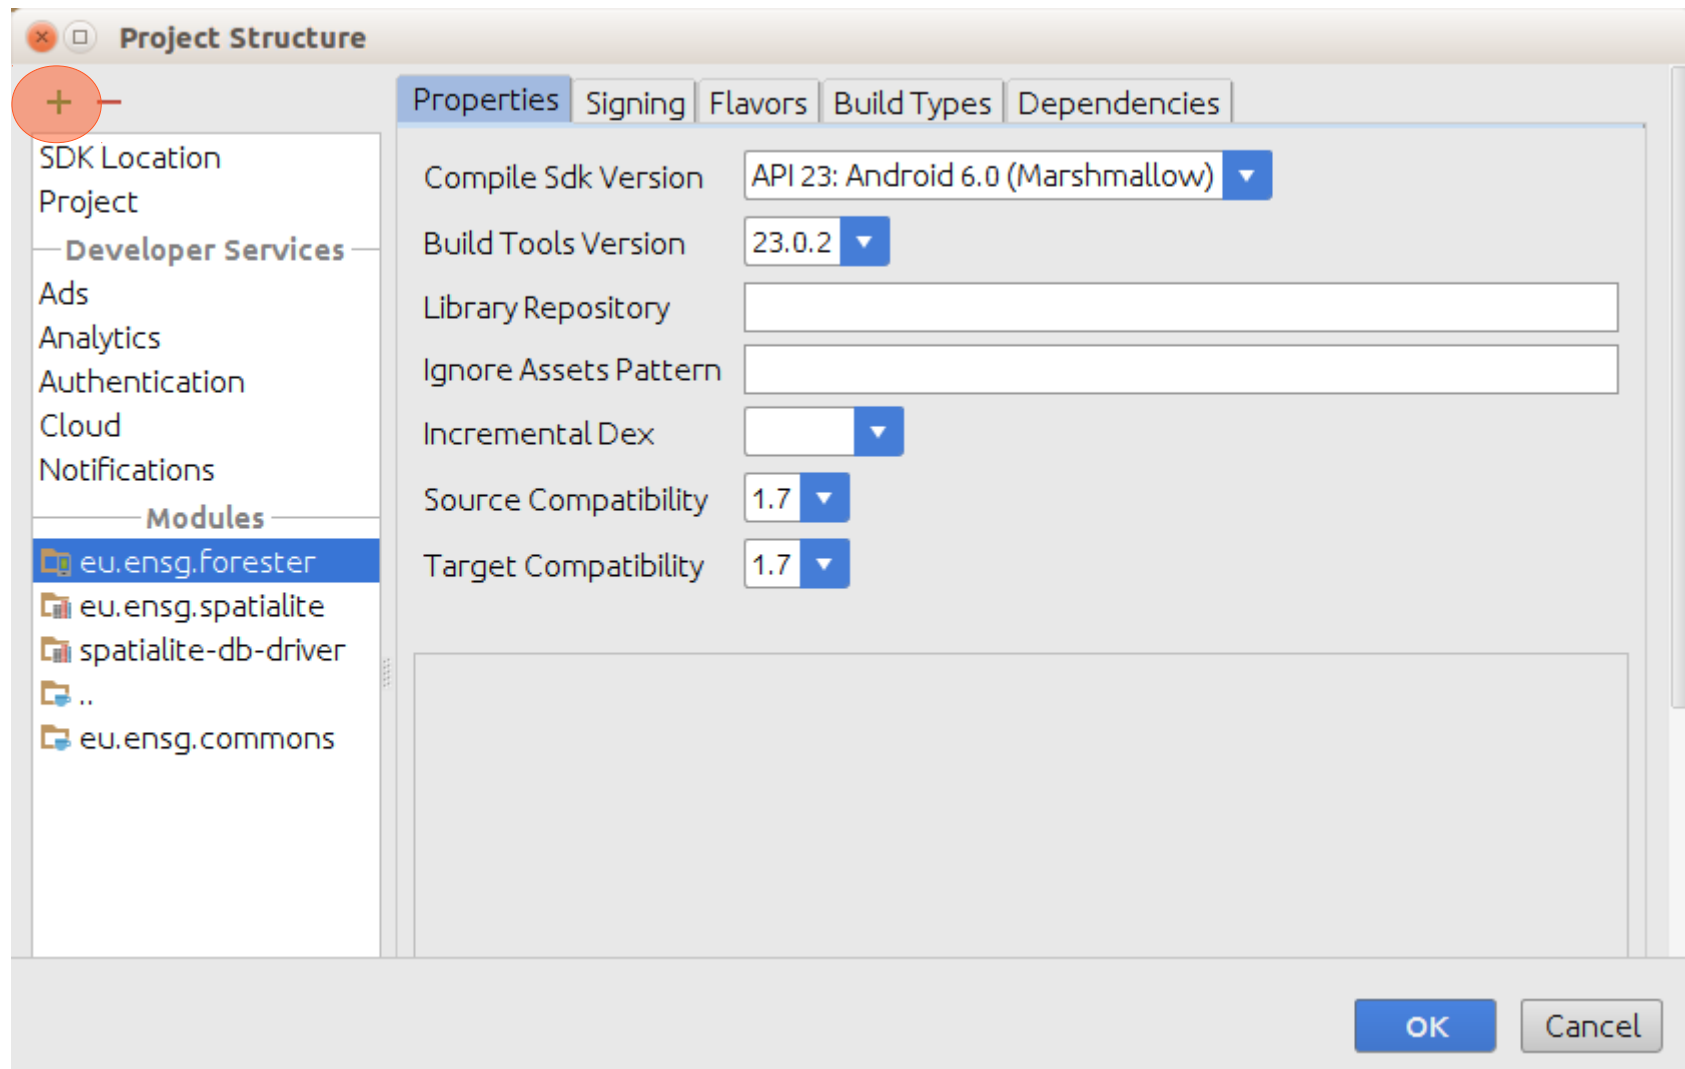 Project Structure
+ −
SDK Location
Project
Developer Services
Ads
Analytics
Authentication
Cloud
Notifications
Modules
eu.ensg.forester
eu.ensg.spatialite
spatialite-db-driver
..
eu.ensg.commons
Properties Signing Flavors Build Types Dependencies
Compile Sdk Version API 23: Android 6.0 (Marshmallow)
Build Tools Version 23.0.2
Library Repository
Ignore Assets Pattern
Incremental Dex
Source Compatibility 1.7
Target Compatibility 1.7
OK Cancel